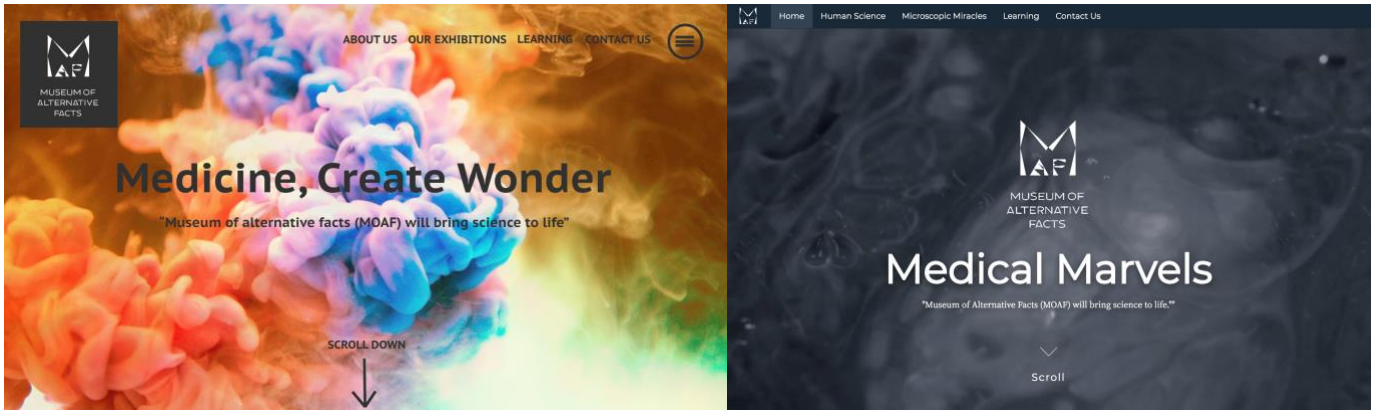 ABOUT US OUR EXHIBITIONS LEARNING CONTACT US
MAF
MUSEUM OF
ALTERNATIVE
FACTS
Medicine, Create Wonder
“Museum of alternative facts (MOAF) will bring science to life”
SCROLL DOWN
MAF
Home Human Science Microscopic Miracles Learning Contact Us
MAF
MUSEUM OF
ALTERNATIVE
FACTS
Medical Marvels
"Museum of Alternative Facts (MOAF) will bring science to life.""
Scroll